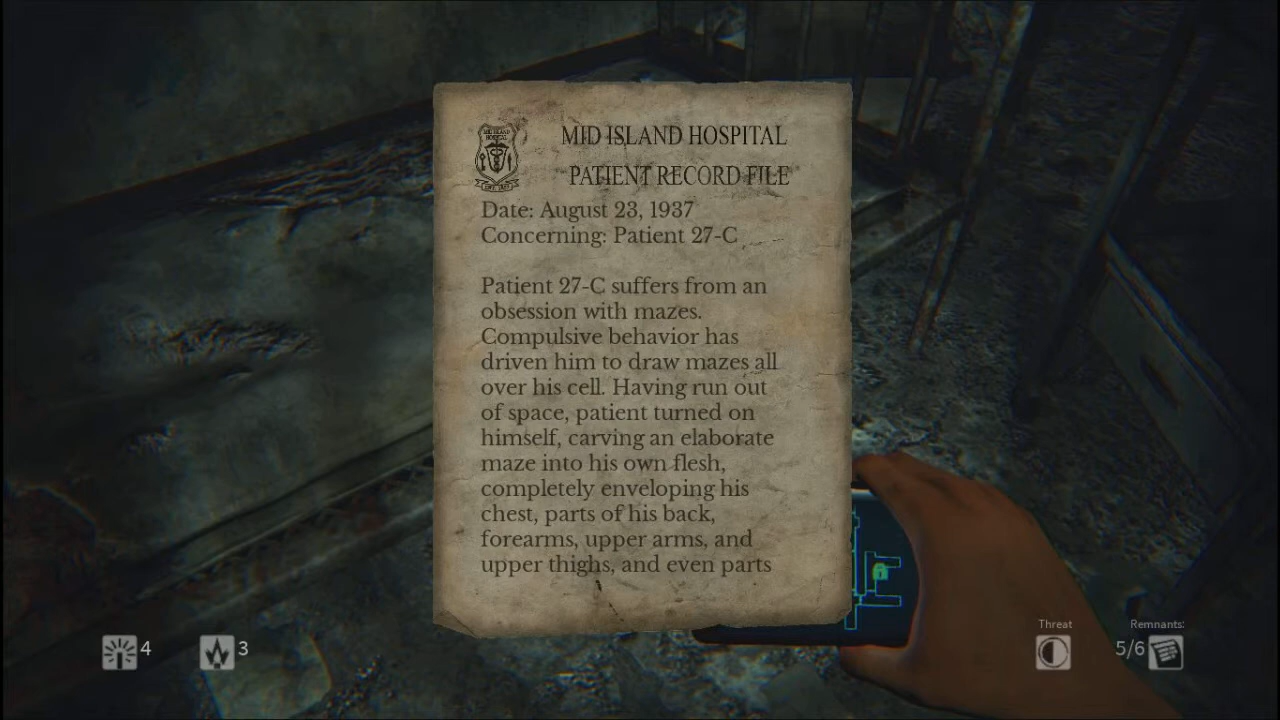 MID ISLAND HOSPITAL
PATIENT RECORD FILE
Date: August 23, 1937
Concerning: Patient 27-C
Patient 27-C suffers from an
obsession with mazes.
Compulsive behavior has
driven him to draw mazes all
over his cell. Having run out
of space, patient turned on
himself, carving an elaborate
maze into his own flesh,
completely enveloping his
chest, parts of his back,
forearms, upper arms, and
upper thighs, and even parts
4
3
Threat
Remnants:
5/6